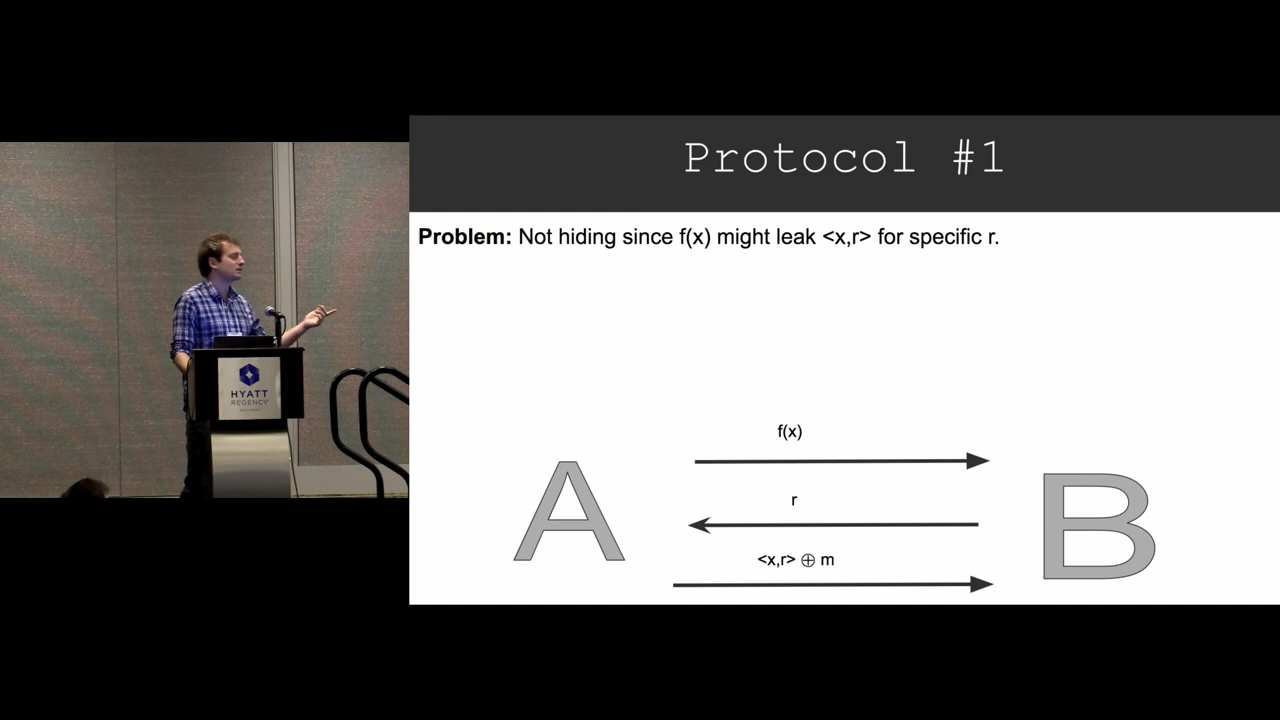 Protocol #1
Problem: Not hiding since f(x) might leak <x,r> for specific r.
f(x)
r
<x,r> ⊕ m
A
B
HYATT
REGENCY